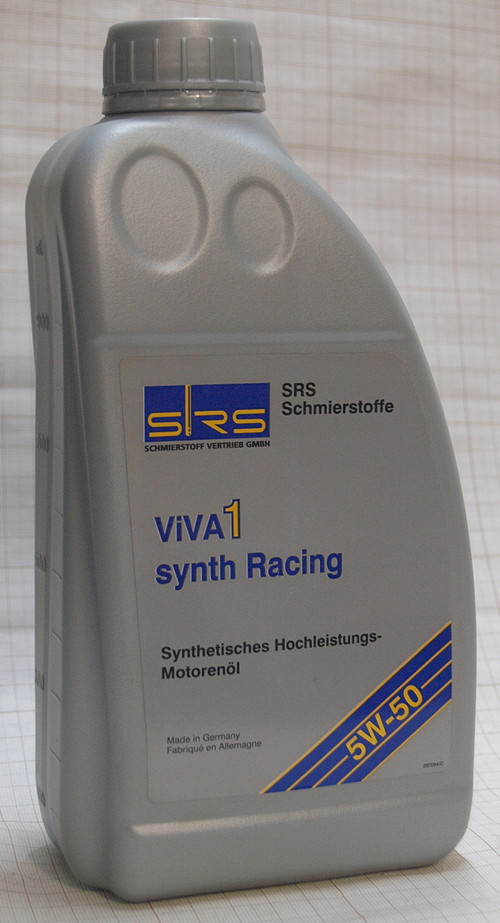 SRS
SCHMIERSTOFF VERTRIEB GMBH
SRS
Schmierstoffe
ViVA1
synth Racing
Synthetisches Hochleistungs-
Motorenöl
5W-50
Made in Germany
Fabriqué en Allemagne